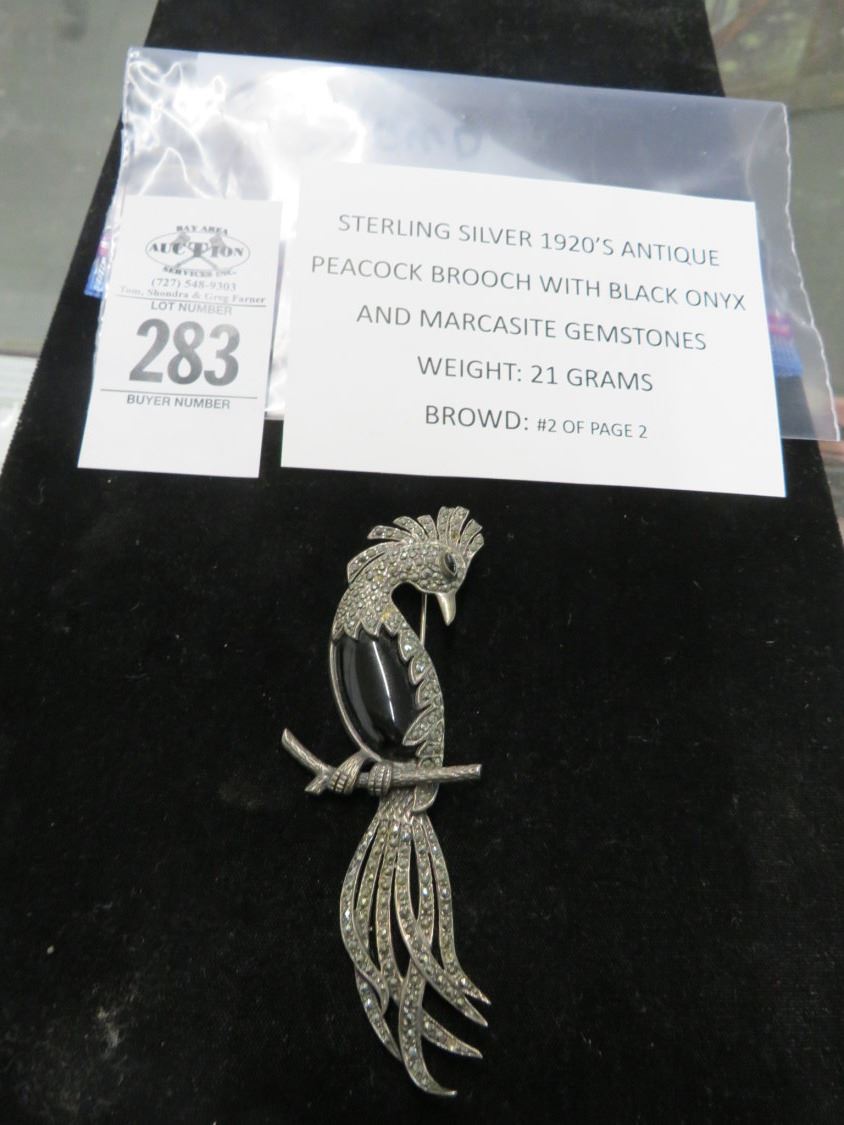 BAY AREA
AUCTION
SERVICES INC.
(727) 548-9303
Tom, Shondra & Greg Farner
LOT NUMBER
283
BUYER NUMBER
STERLING SILVER 1920'S ANTIQUE
PEACOCK BROOCH WITH BLACK ONYX
AND MARCASITE GEMSTONES
WEIGHT: 21 GRAMS
BROWD: #2 OF PAGE 2